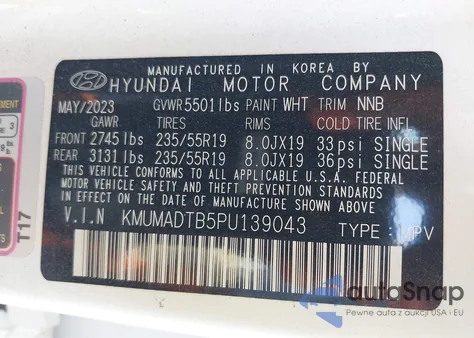 MANUFACTURED IN KOREA BY
HYUNDAI MOTOR COMPANY
MAY/2023 GVWR 5501lbs PAINT WHT TRIM NNB
GAWR TIRES RIMS COLD TIRE INFL
FRONT 2745lbs 235/55R19 8.0JX19 33psi SINGLE
REAR 3131lbs 235/55R19 8.0JX19 36psi SINGLE
THIS VEHICLE CONFORMS TO ALL APPLICABLE U.S.A. FEDERAL
MOTOR VEHICLE SAFETY BUMPER, AND THEFT PREVENTION
STANDARDS IN EFFECT ON THE DATE OF MANUFACTURE SHOWN ABOVE.
V.I.N KMUMADTB5PU139043 TYPE: MPV
T17
autoSnap
Pewne auta z aukcji USA i EU